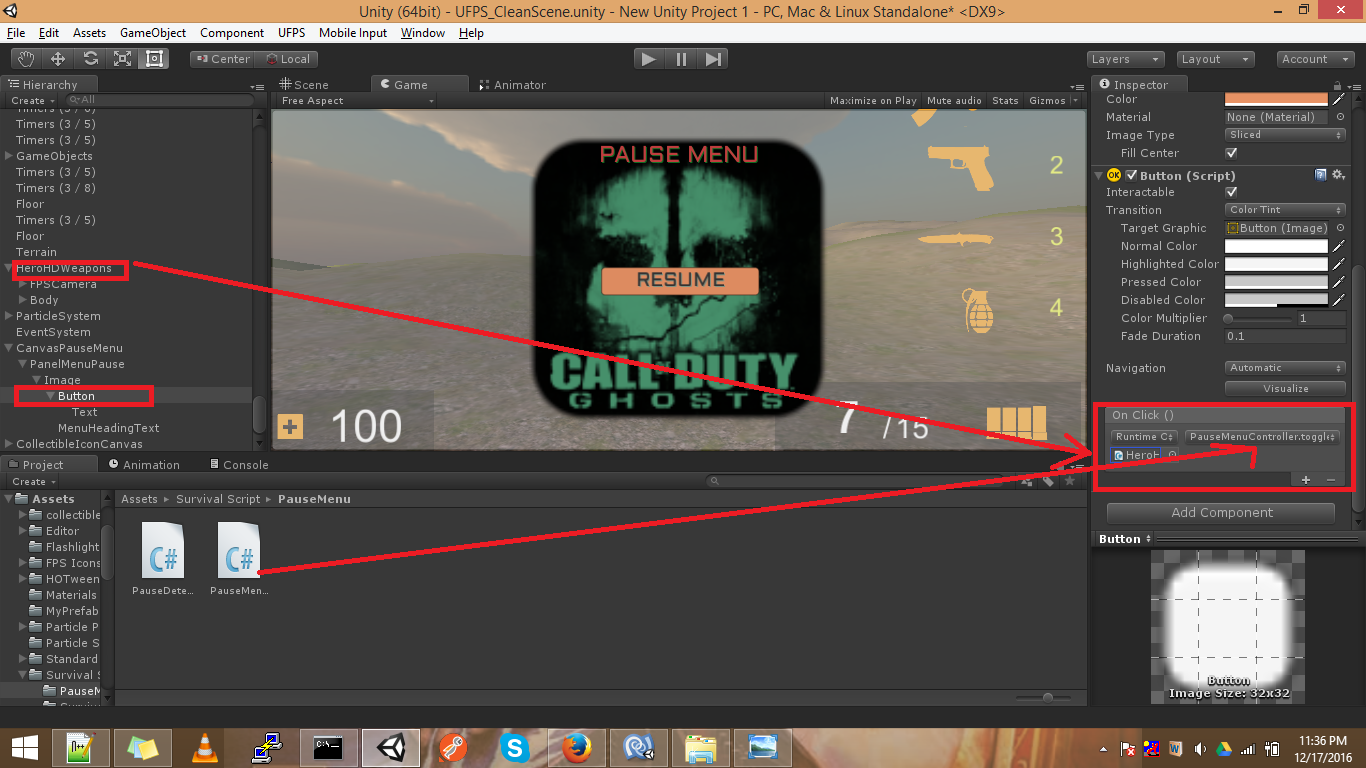 Unity (64bit) - UFPS_CleanScene.unity - New Unity Project 1 - PC, Mac & Linux Standalone* <DX9>
File Edit Assets GameObject Component UFPS Mobile Input Window Help
Center Local
Layers Layout Account
Hierarchy
Create All
Timers (3 / 6)
Timers (3 / 5)
Timers (3 / 5)
GameObjects
Timers (3 / 5)
Timers (3 / 8)
Floor
Timers (3 / 5)
Floor
Terrain
HeroHDWeapons
FPSCamera
Body
ParticleSystem
EventSystem
CanvasPauseMenu
PanelMenuPause
Image
Button
Text
MenuHeadingText
CollectibleIconCanvas
Scene Game Animator
Free Aspect Maximize on Play Mute audio Stats Gizmos
PAUSE MENU
RESUME
CALL OF DUTY
GHOSTS
2
3
4
100
7 / 15
Inspector
Color
Material None (Material)
Image Type Sliced
Fill Center
OK Button (Script)
Interactable
Transition Color Tint
Target Graphic Button (Image)
Normal Color
Highlighted Color
Pressed Color
Disabled Color
Color Multiplier 1
Fade Duration 0.1
Navigation Automatic
Visualize
On Click ()
Runtime C PauseMenuController.toggle
HeroH
+ −
Add Component
Button
Button
Image Size: 32x32
Project Animation Console
Create
Assets
collectible
Editor
Flashlight
FPS Icons
HOTween
Materials
MyPrefab
Particle P
Particle S
Standard
Survival S
PauseM
Assets Survival Script PauseMenu
C# C#
PauseDete... PauseMen...
11:36 PM
12/17/2016